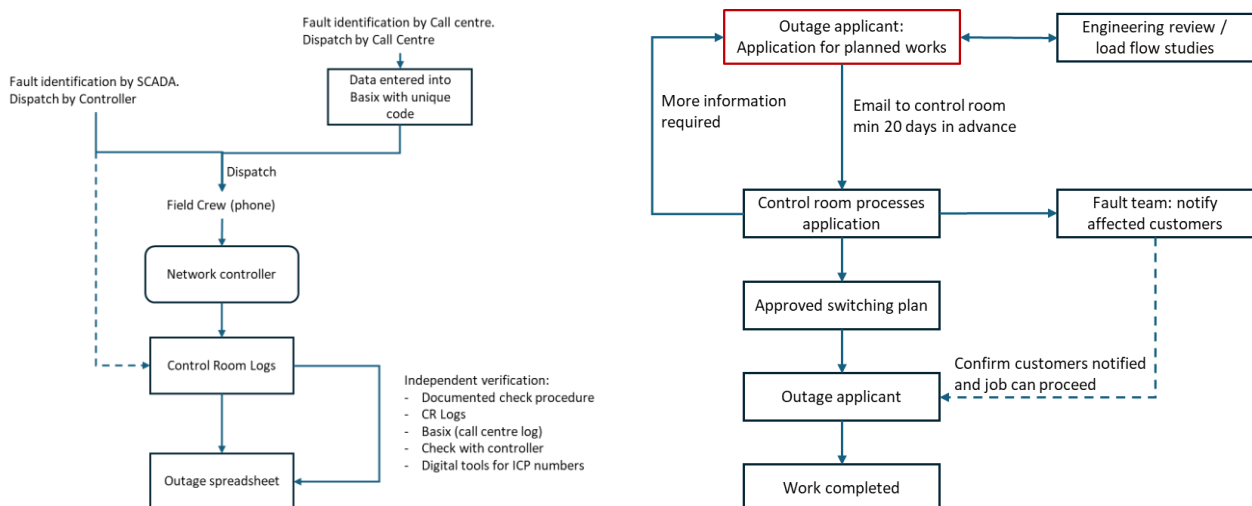 Fault identification by Call centre.
Dispatch by Call Centre
Fault identification by SCADA.
Dispatch by Controller
Data entered into
Basix with unique
code
Dispatch
Field Crew (phone)
Network controller
Control Room Logs
Independent verification:
- Documented check procedure
- CR Logs
- Basix (call centre log)
- Check with controller
- Digital tools for ICP numbers
Outage spreadsheet
Outage applicant:
Application for planned works
Engineering review /
load flow studies
More information
required
Email to control room
min 20 days in advance
Control room processes
application
Fault team: notify
affected customers
Approved switching plan
Confirm customers notified
and job can proceed
Outage applicant
Work completed